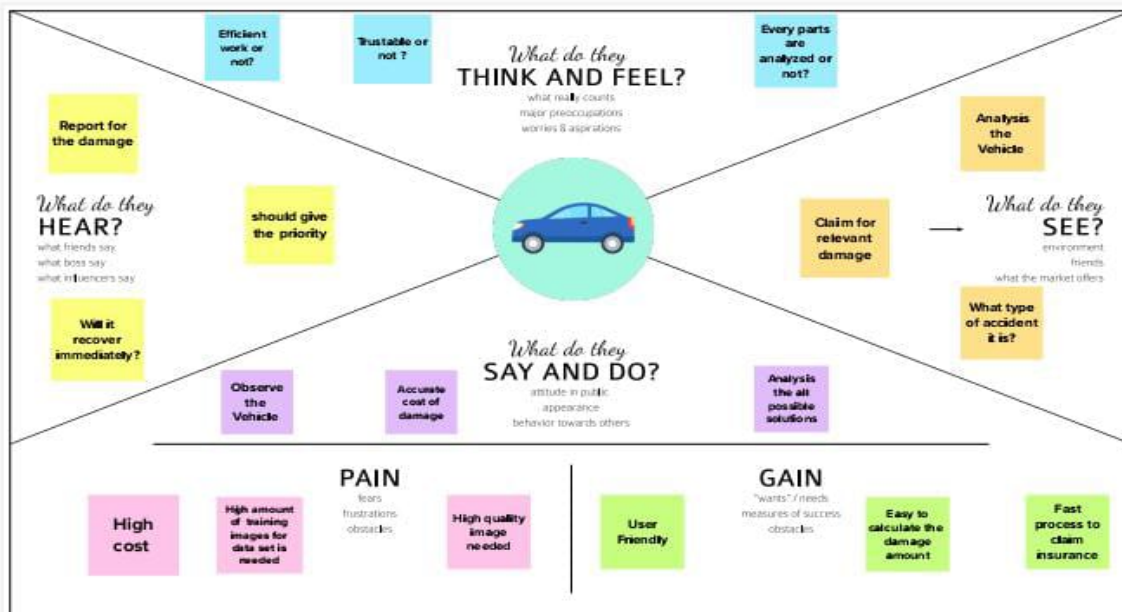 Efficient
work or
not?
Trustable or
not ?
What do they
THINK AND FEEL?
what really counts
major preoccupations
worries & aspirations
Every parts
are
analyzed or
not?
Report for
the damage
What do they
HEAR?
what friends say
what boss say
what influencers say
should give
the priority
Will it
recover
immediately?
Analysis
the
Vehicle
Claim for
relevant
damage
What do they
SEE?
environment
friends
what the market offers
What type
of accident
it is?
What do they
SAY AND DO?
attitude in public
appearance
behavior towards others
Observe
the
Vehicle
Accurate
cost of
damage
Analysis
the all
possible
solutions
PAIN
fears
frustrations
obstacles
High
cost
High amount
of training
images for
data set is
needed
High quality
image
needed
GAIN
"wants" / needs
measures of success
obstacles
User
Friendly
Easy to
calculate the
damage
amount
Fast
process to
claim
insurance